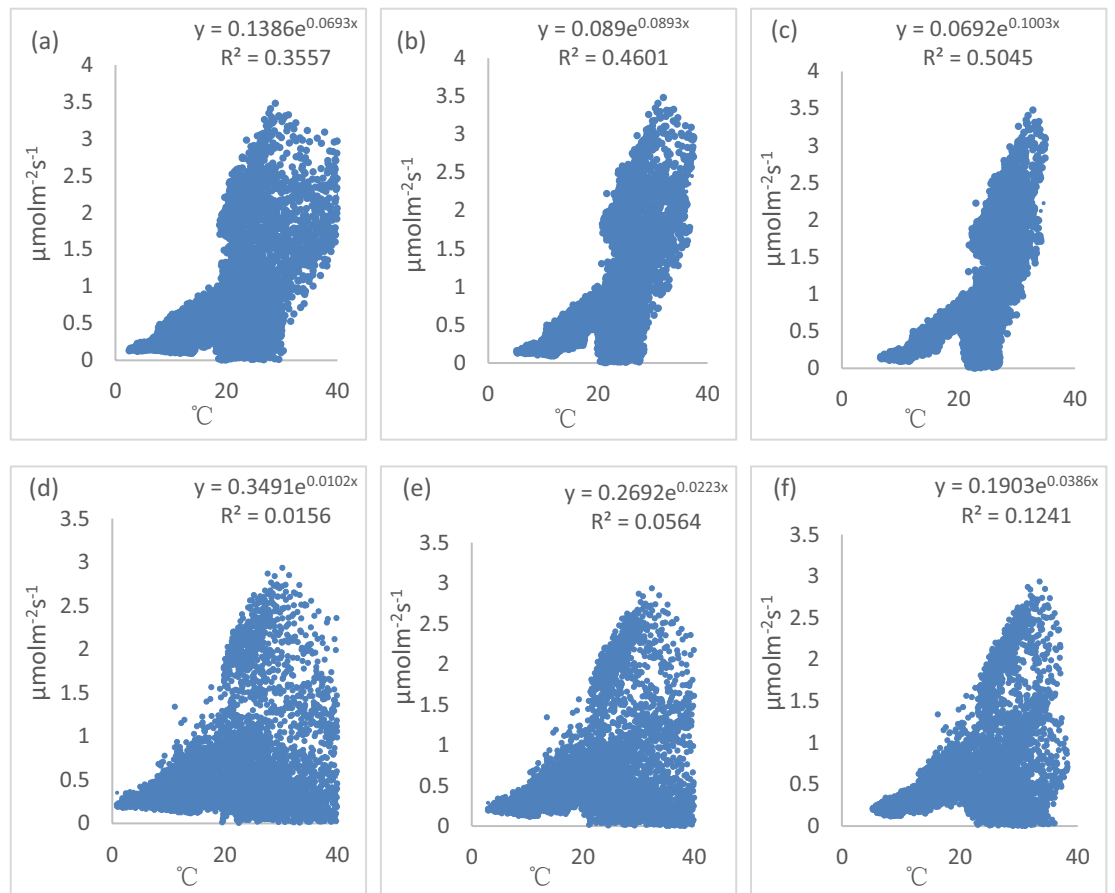 (a)
y = 0.1386e^0.0693x
R² = 0.3557
4
3.5
3
2.5
2
1.5
1
0.5
0
μmolm⁻²s⁻¹
0 20 40
℃
(b)
y = 0.089e^0.0893x
R² = 0.4601
4
3.5
3
2.5
2
1.5
1
0.5
0
μmolm⁻²s⁻¹
0 20 40
℃
(c)
y = 0.0692e^0.1003x
R² = 0.5045
4
3.5
3
2.5
2
1.5
1
0.5
0
μmolm⁻²s⁻¹
0 20 40
℃
(d)
y = 0.3491e^0.0102x
R² = 0.0156
3.5
3
2.5
2
1.5
1
0.5
0
μmolm⁻²s⁻¹
0 20 40
℃
(e)
y = 0.2692e^0.0223x
R² = 0.0564
3.5
3
2.5
2
1.5
1
0.5
0
μmolm⁻²s⁻¹
0 20 40
℃
(f)
y = 0.1903e^0.0386x
R² = 0.1241
3.5
3
2.5
2
1.5
1
0.5
0
μmolm⁻²s⁻¹
0 20 40
℃